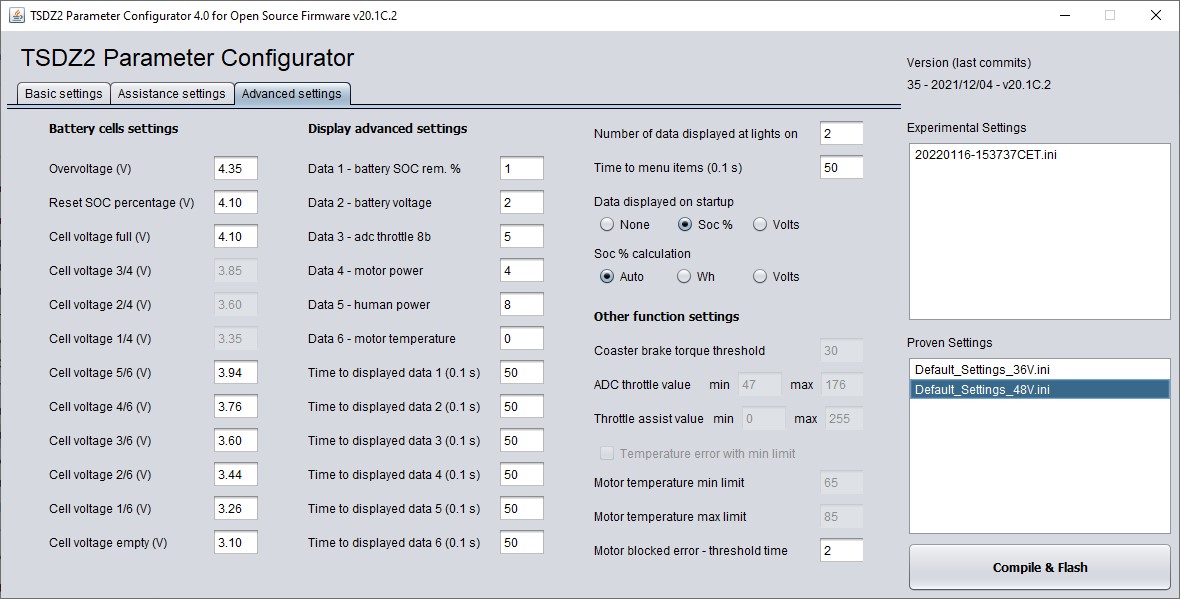 TSDZ2 Parameter Configurator 4.0 for Open Source Firmware v20.1C.2
TSDZ2 Parameter Configurator
Basic settings
Assistance settings
Advanced settings
Battery cells settings
Overvoltage (V) 4.35
Reset SOC percentage (V) 4.10
Cell voltage full (V) 4.10
Cell voltage 3/4 (V) 3.85
Cell voltage 2/4 (V) 3.60
Cell voltage 1/4 (V) 3.35
Cell voltage 5/6 (V) 3.94
Cell voltage 4/6 (V) 3.76
Cell voltage 3/6 (V) 3.60
Cell voltage 2/6 (V) 3.44
Cell voltage 1/6 (V) 3.26
Cell voltage empty (V) 3.10
Display advanced settings
Data 1 - battery SOC rem. % 1
Data 2 - battery voltage 2
Data 3 - adc throttle 8b 5
Data 4 - motor power 4
Data 5 - human power 8
Data 6 - motor temperature 0
Time to displayed data 1 (0.1 s) 50
Time to displayed data 2 (0.1 s) 50
Time to displayed data 3 (0.1 s) 50
Time to displayed data 4 (0.1 s) 50
Time to displayed data 5 (0.1 s) 50
Time to displayed data 6 (0.1 s) 50
Number of data displayed at lights on 2
Time to menu items (0.1 s) 50
Data displayed on startup
None Soc % Volts
Soc % calculation
Auto Wh Volts
Other function settings
Coaster brake torque threshold 30
ADC throttle value min 47 max 176
Throttle assist value min 0 max 255
Temperature error with min limit
Motor temperature min limit 65
Motor temperature max limit 85
Motor blocked error - threshold time 2
Version (last commits)
35 - 2021/12/04 - v20.1C.2
Experimental Settings
20220116-153737CET.ini
Proven Settings
Default_Settings_36V.ini
Default_Settings_48V.ini
Compile & Flash